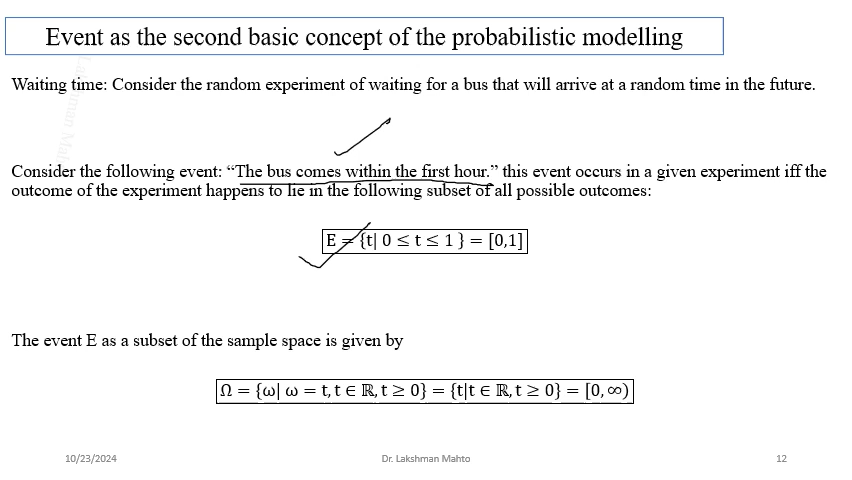 Event as the second basic concept of the probabilistic modelling
Waiting time: Consider the random experiment of waiting for a bus that will arrive at a random time in the future.
Consider the following event: “The bus comes within the first hour.” this event occurs in a given experiment iff the
outcome of the experiment happens to lie in the following subset of all possible outcomes:
E = {t| 0 ≤ t ≤ 1 } = [0,1]
The event E as a subset of the sample space is given by
Ω = {ω| ω = t, t ∈ ℝ, t ≥ 0} = {t|t ∈ ℝ, t ≥ 0} = [0, ∞)
10/23/2024
Dr. Lakshman Mahto
12